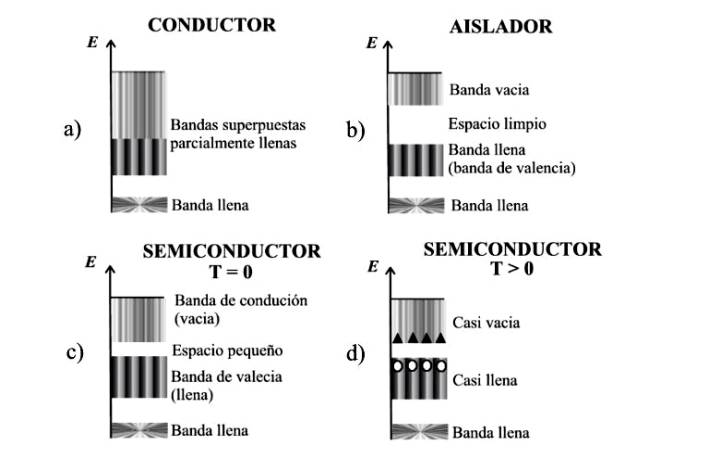 CONDUCTOR
E
a)
Bandas superpuestas
parcialmente llenas
Banda llena
AISLADOR
E
b)
Banda vacia
Espacio limpio
Banda llena
(banda de valencia)
Banda llena
SEMICONDUCTOR
T = 0
E
c)
Banda de condución
(vacia)
Espacio pequeño
Banda de valecia
(llena)
Banda llena
SEMICONDUCTOR
T > 0
E
d)
Casi vacia
Casi llena
Banda llena